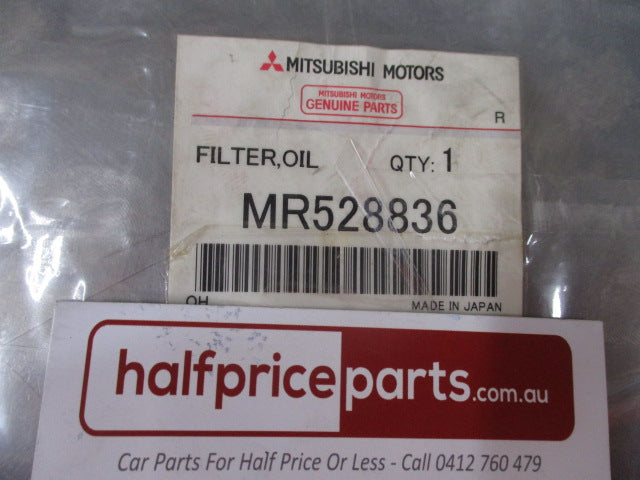 MITSUBISHI MOTORS
MITSUBISHI MOTORS
GENUINE PARTS
R
FILTER,OIL QTY: 1
MR528836
OH MADE IN JAPAN
halfpriceparts.com.au
Car Parts For Half Price Or Less - Call 0412 760 479